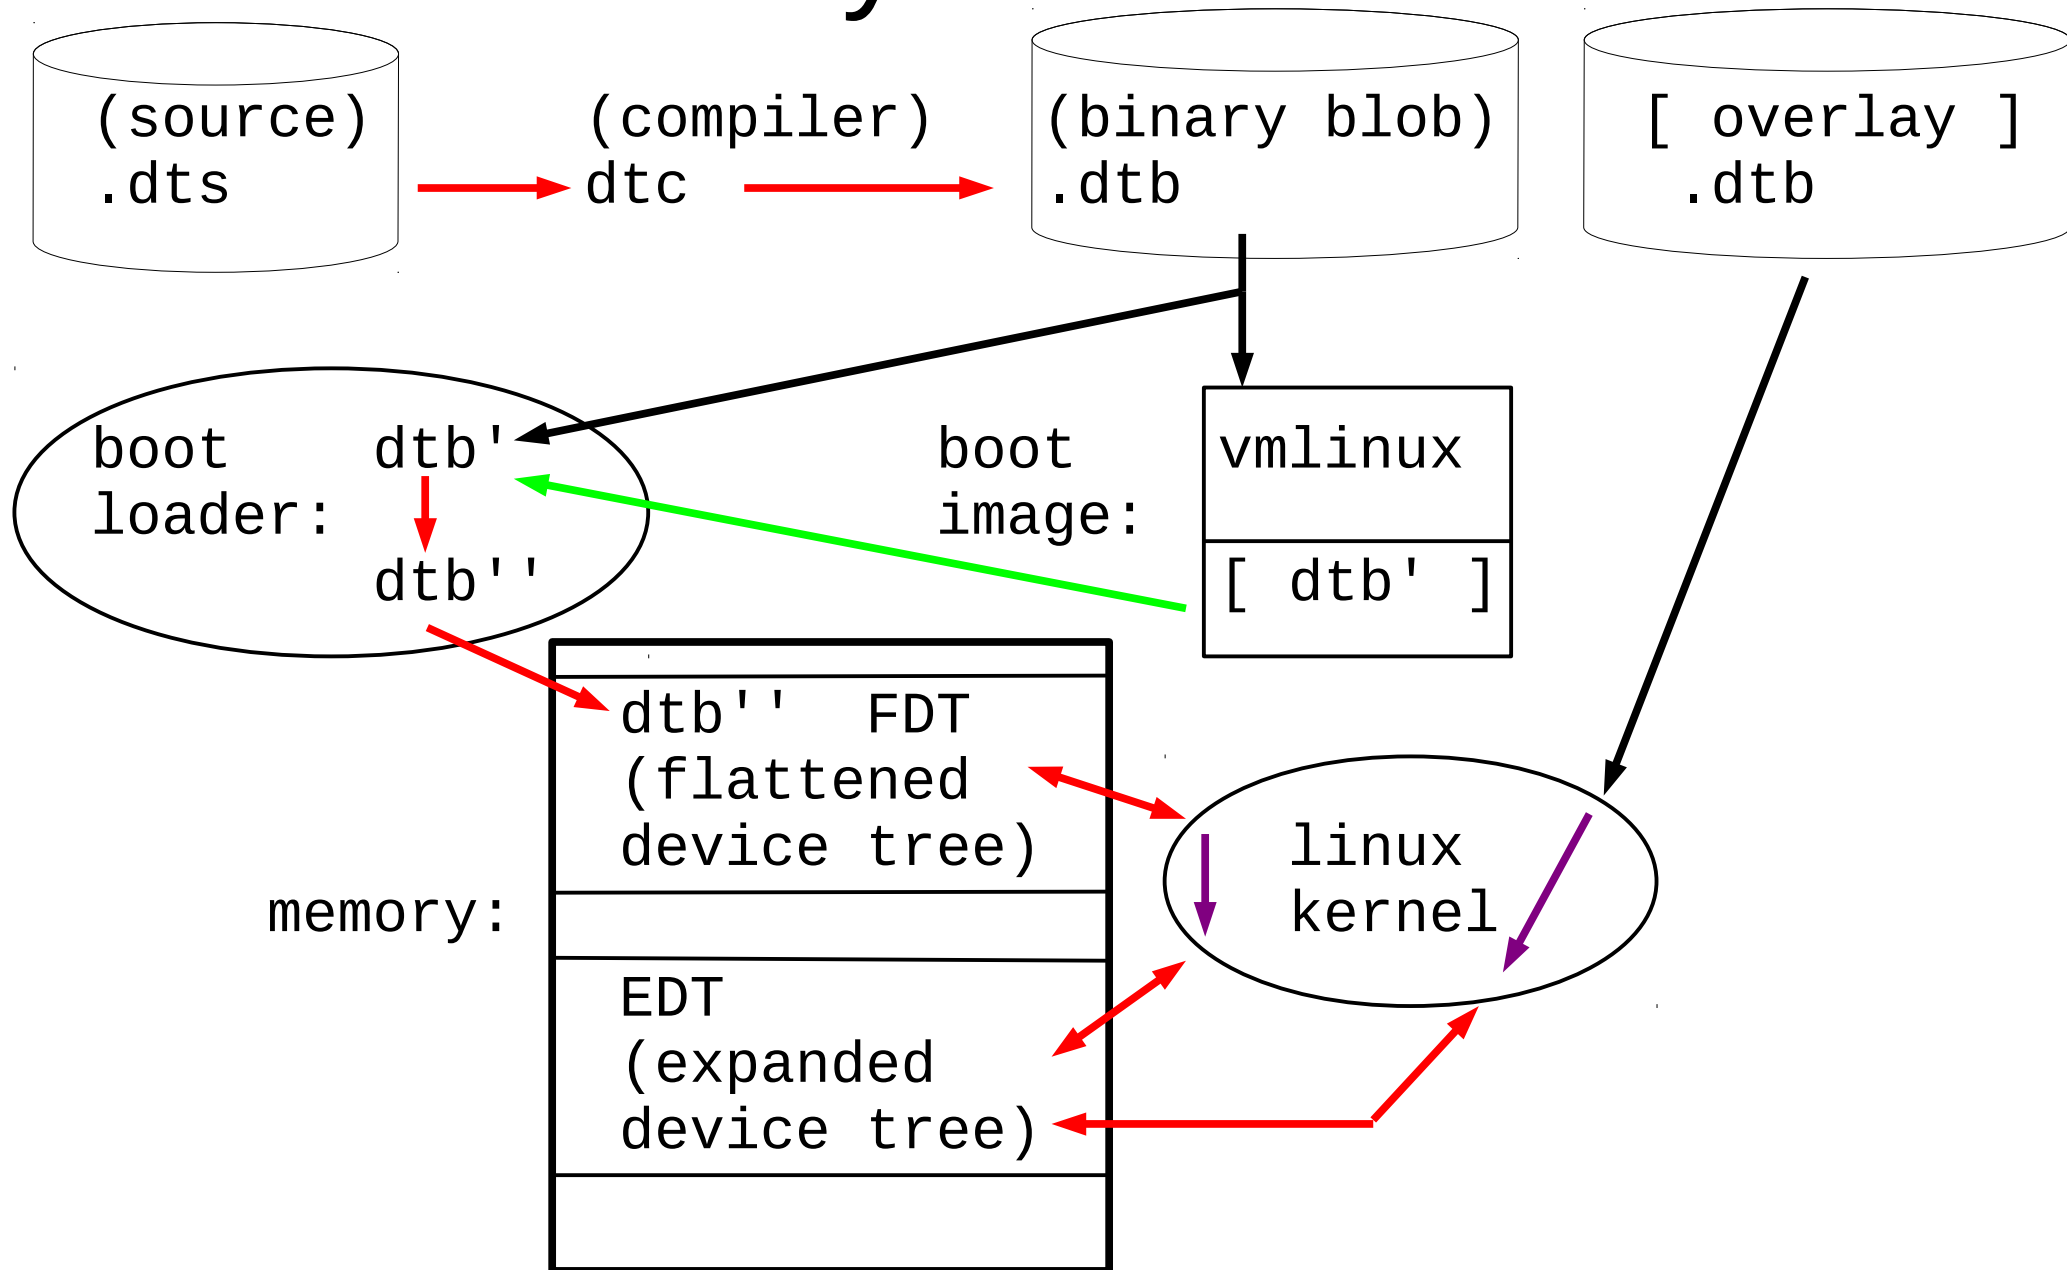 (source)
.dts
(compiler)
dtc
(binary blob)
.dtb
[ overlay ]
.dtb
boot
loader:
dtb'
dtb''
boot
image:
vmlinux
[ dtb' ]
memory:
dtb'' FDT
(flattened
device tree)
EDT
(expanded
device tree)
linux
kernel